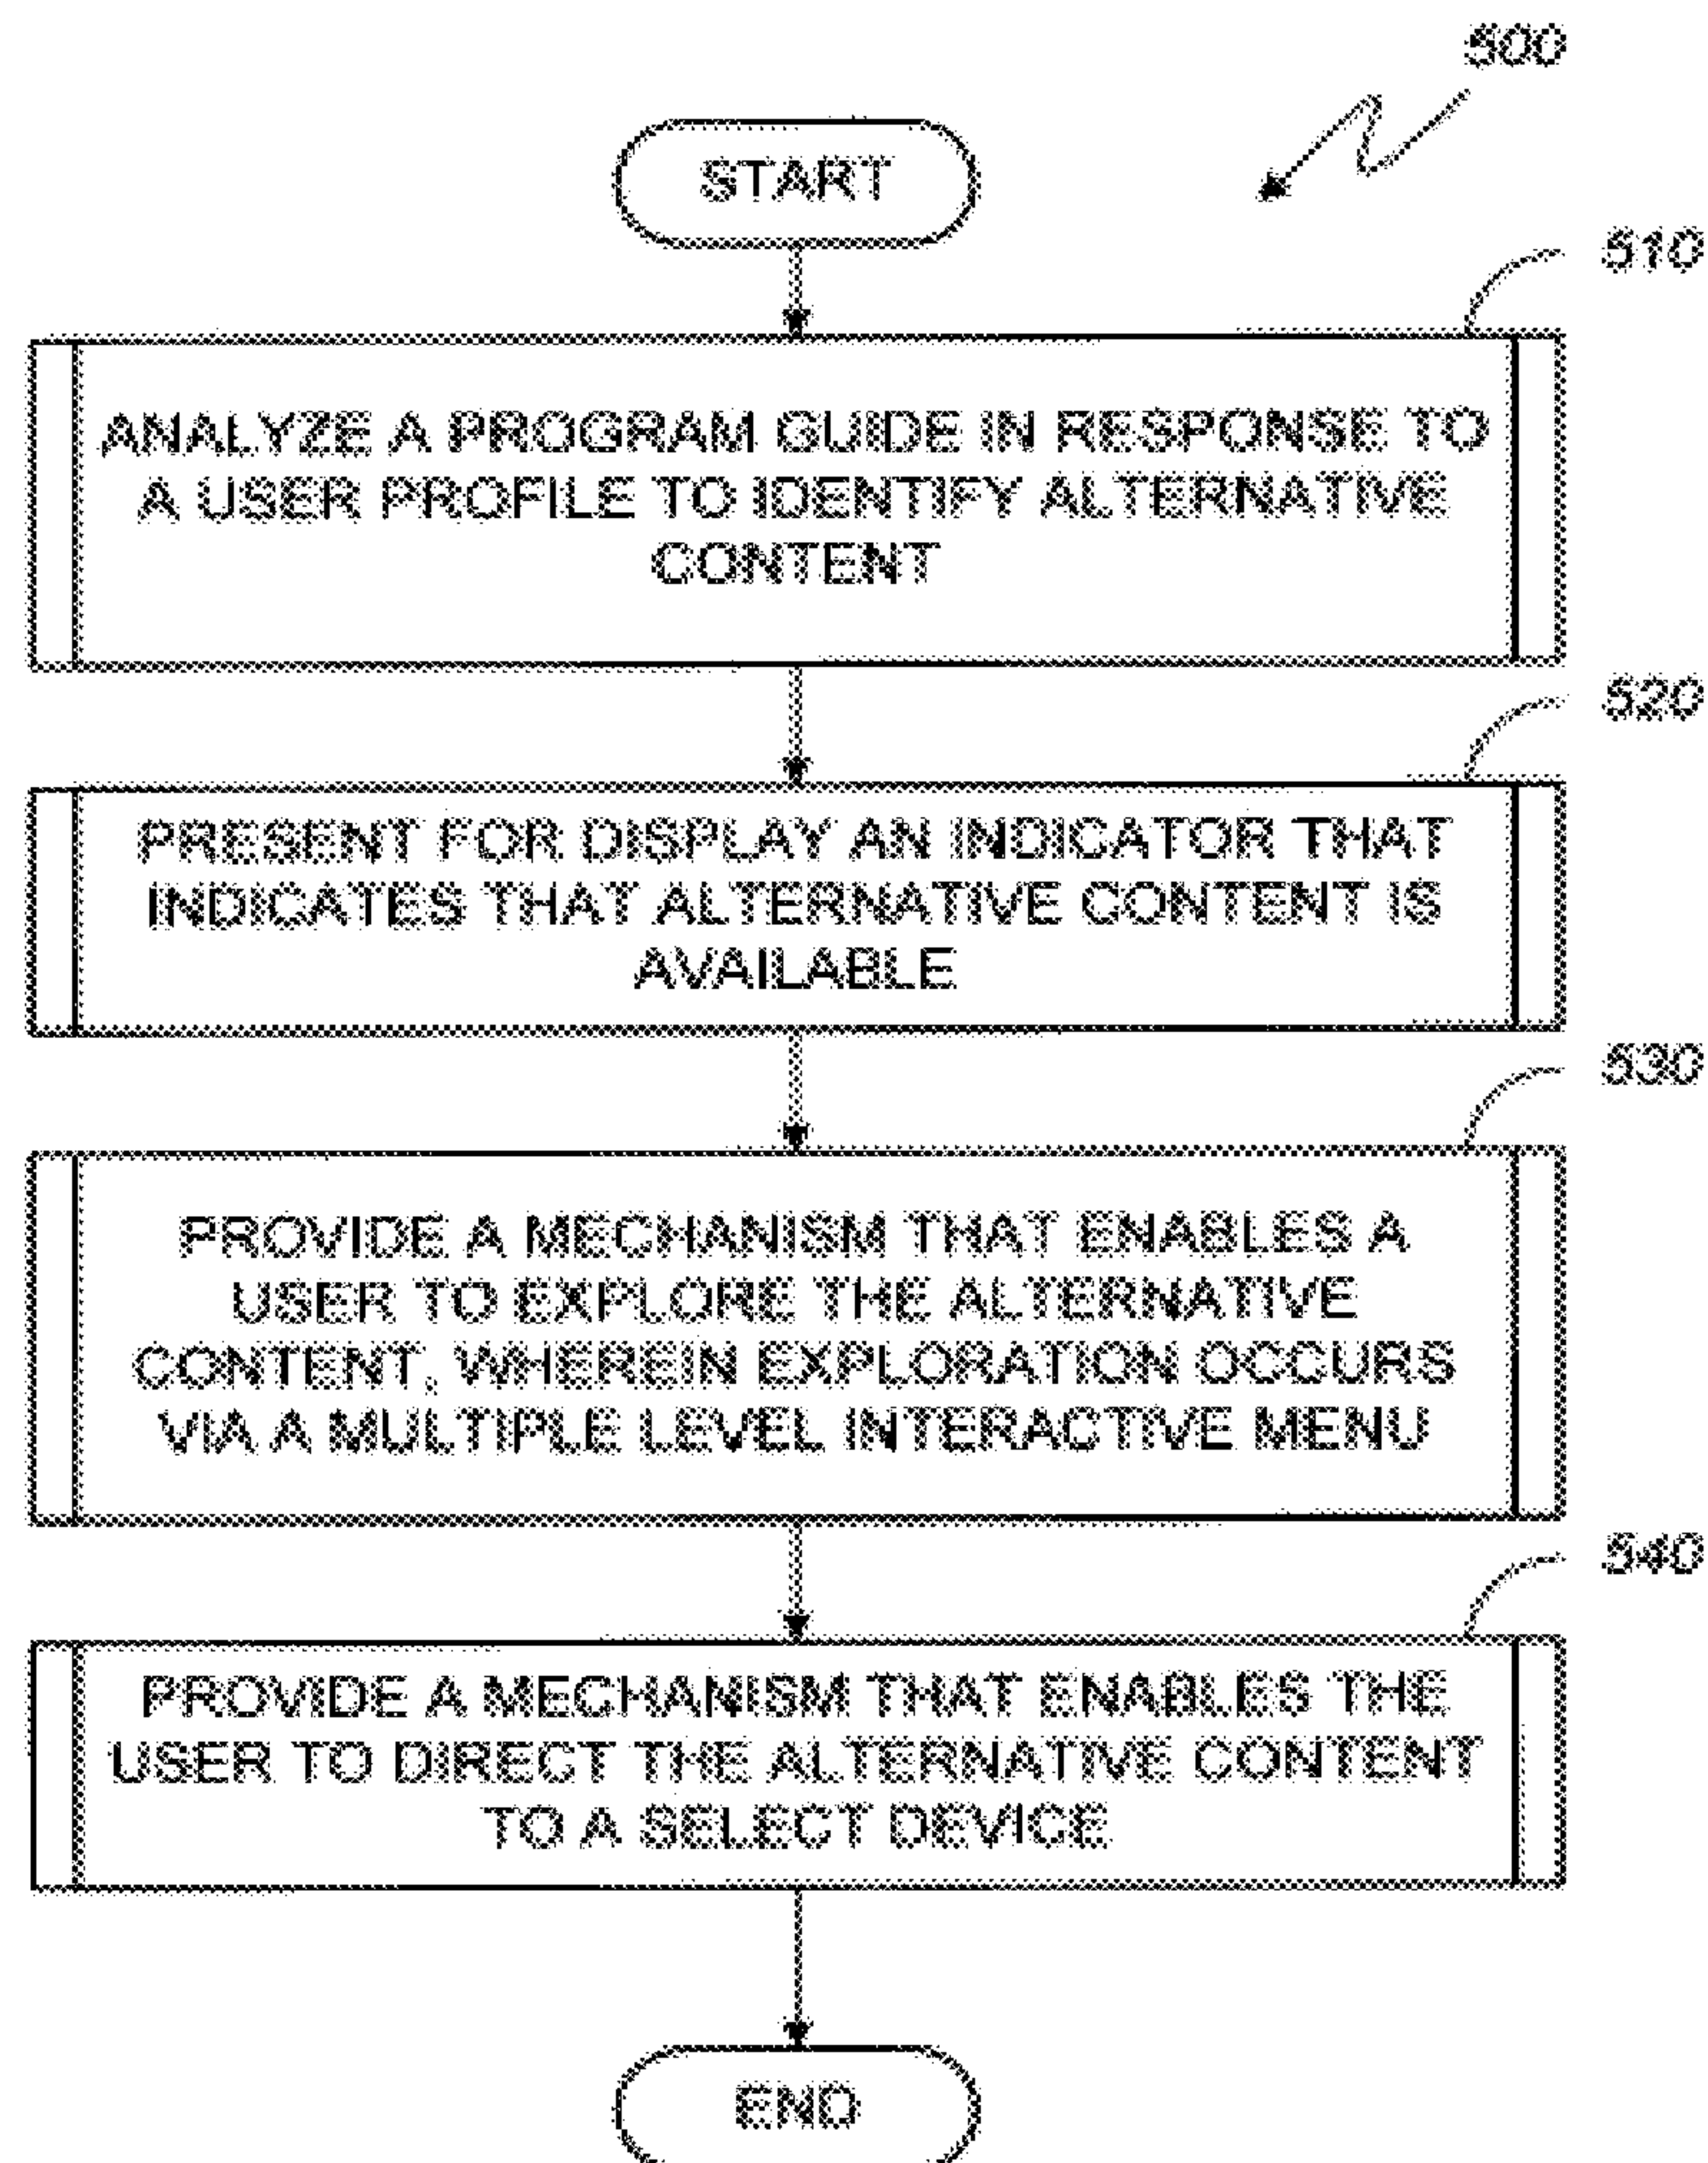 500
START
510
ANALYZE A PROGRAM GUIDE IN RESPONSE TO
A USER PROFILE TO IDENTIFY ALTERNATIVE
CONTENT
520
PRESENT FOR DISPLAY AN INDICATOR THAT
INDICATES THAT ALTERNATIVE CONTENT IS
AVAILABLE
530
PROVIDE A MECHANISM THAT ENABLES A
USER TO EXPLORE THE ALTERNATIVE
CONTENT, WHEREIN EXPLORATION OCCURS
VIA A MULTIPLE LEVEL INTERACTIVE MENU
540
PROVIDE A MECHANISM THAT ENABLES THE
USER TO DIRECT THE ALTERNATIVE CONTENT
TO A SELECT DEVICE
END